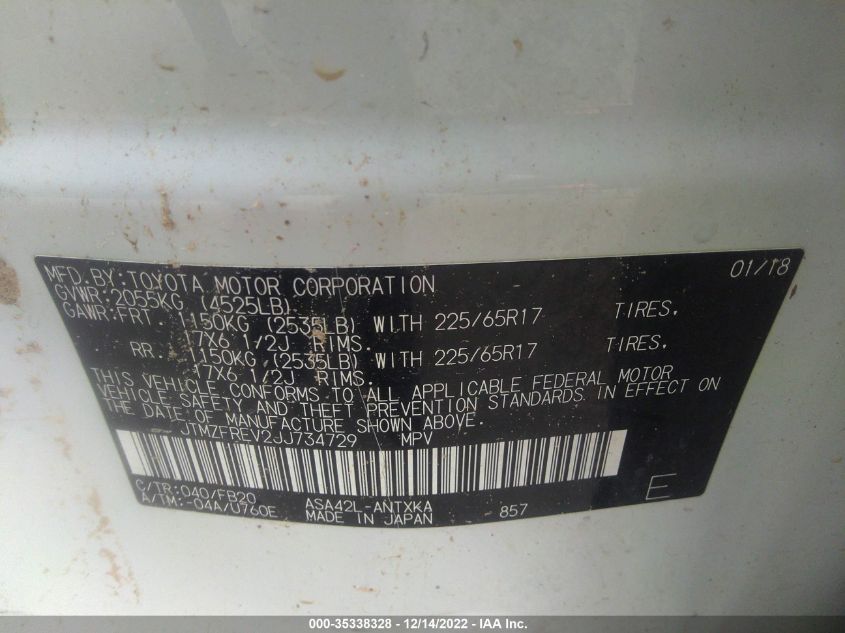 MFD.BY:TOYOTA MOTOR CORPORATION 01/18
GVWR:2055KG (4525LB)
GAWR:FRT. 1150KG (2535LB) WITH 225/65R17 TIRES.
17X6 1/2J RIMS.
RR. 1150KG (2535LB) WITH 225/65R17 TIRES.
17X6 1/2J RIMS.
THIS VEHICLE CONFORMS TO ALL APPLICABLE FEDERAL MOTOR
VEHICLE SAFETY AND THEFT PREVENTION STANDARDS IN EFFECT ON
THE DATE OF MANUFACTURE SHOWN ABOVE.
JTMZFREV2JJ734729 MPV
C/TR:040/FB20 ASA42L-ANTXKA E
A/TM:-04A/U760E MADE IN JAPAN 857
000-35338328 - 12/14/2022 - IAA Inc.